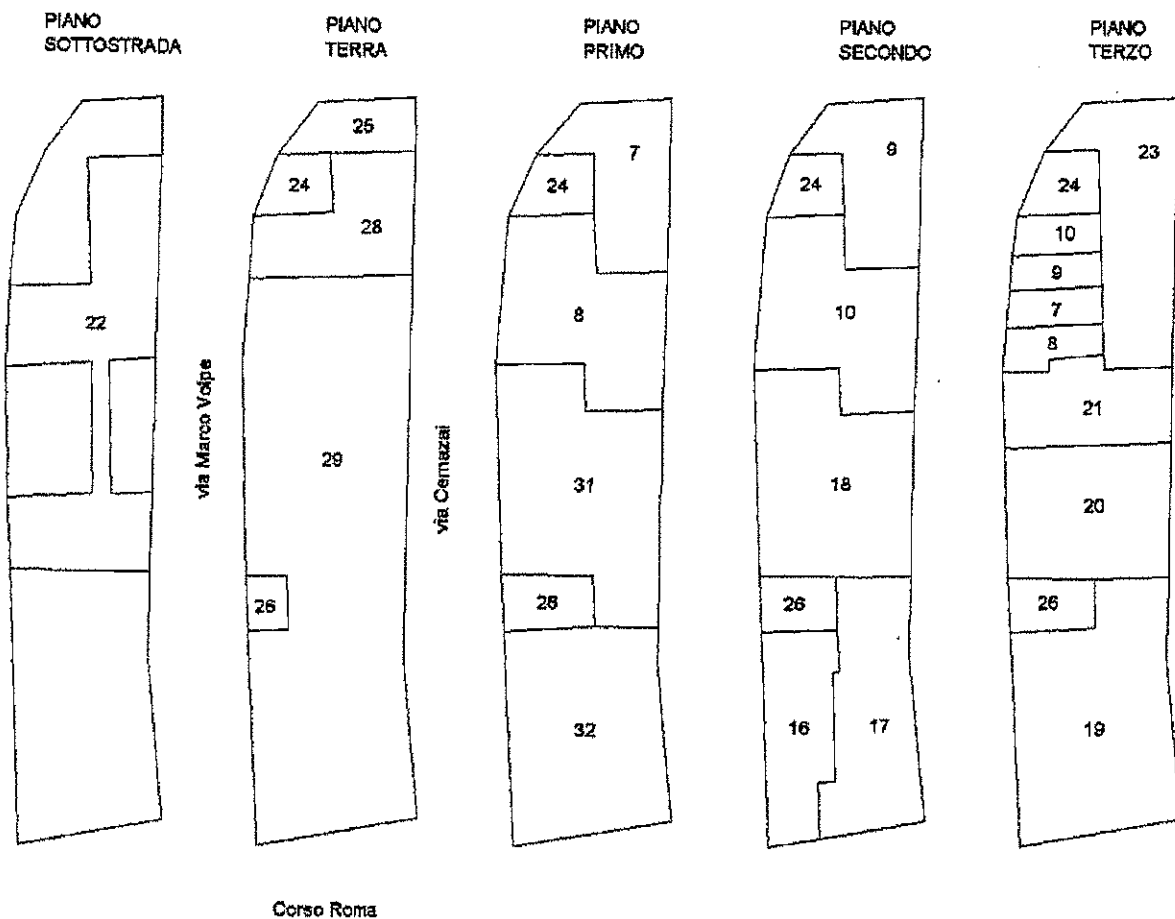 PIANO
SOTTOSTRADA
PIANO
TERRA
PIANO
PRIMO
PIANO
SECONDO
PIANO
TERZO
22
via Marco Volpe
25
24
28
29
26
via Cernazai
7
24
8
31
26
32
9
24
10
18
26
16
17
23
24
10
9
7
8
21
20
26
19
Corso Roma